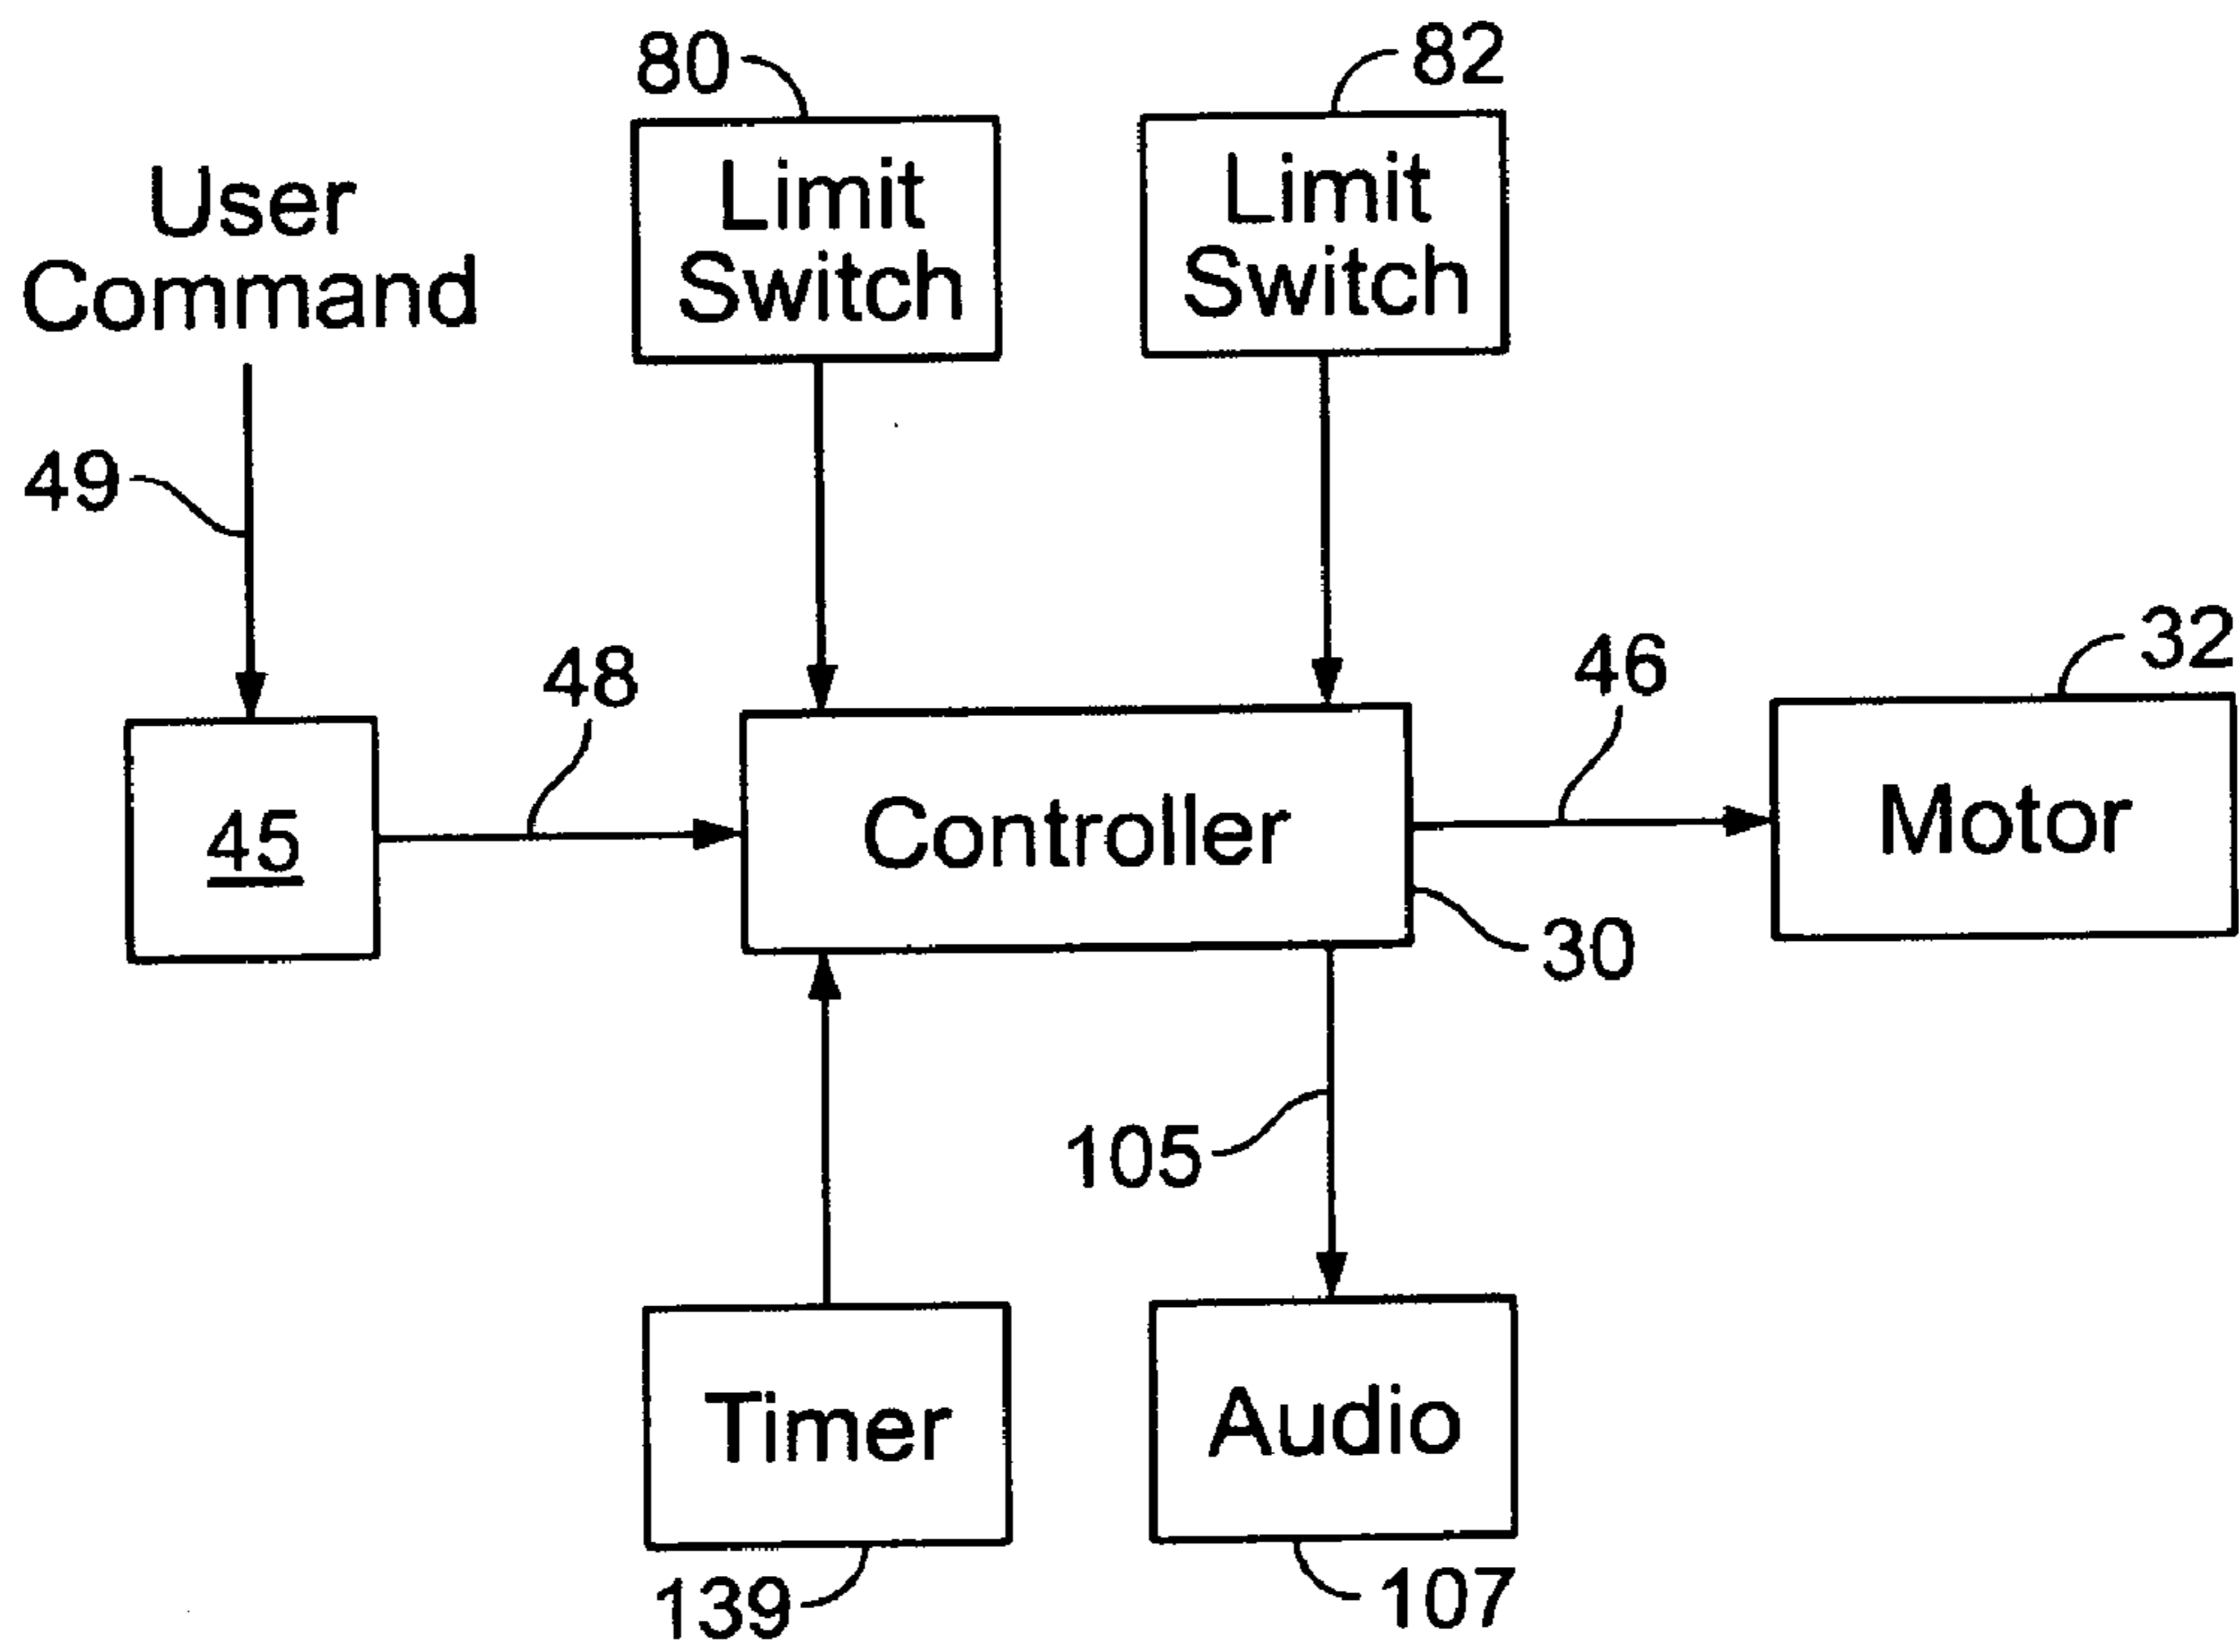 80
82
User
Command
Limit
Switch
Limit
Switch
49
48
46
32
45
Controller
Motor
30
105
Timer
Audio
139
107